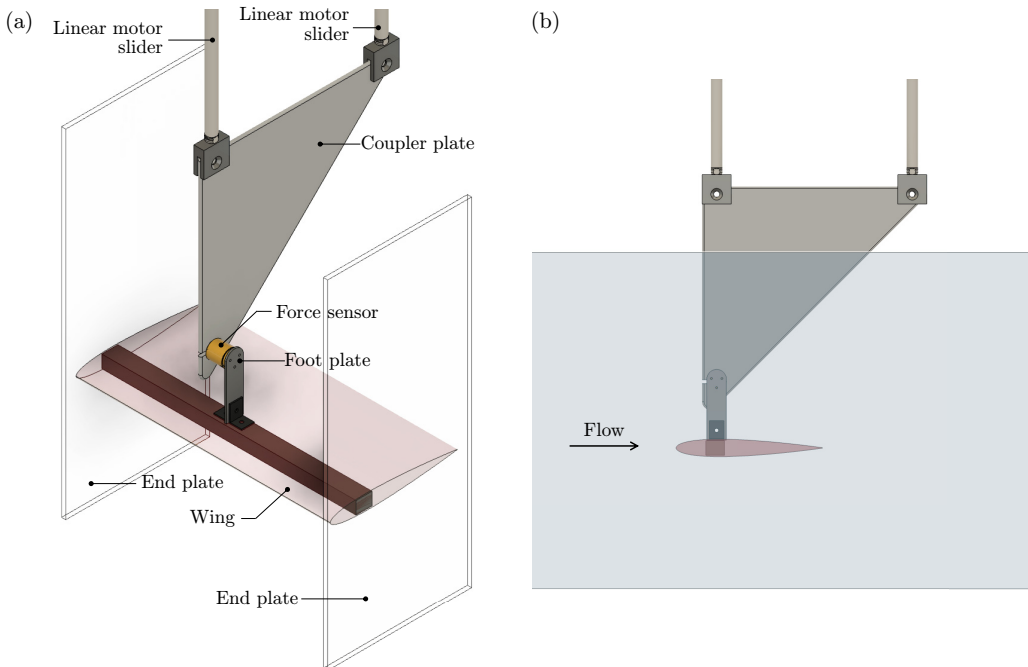 (a)
Linear motor
slider
Linear motor
slider
Coupler plate
Force sensor
Foot plate
End plate
Wing
End plate
(b)
Flow